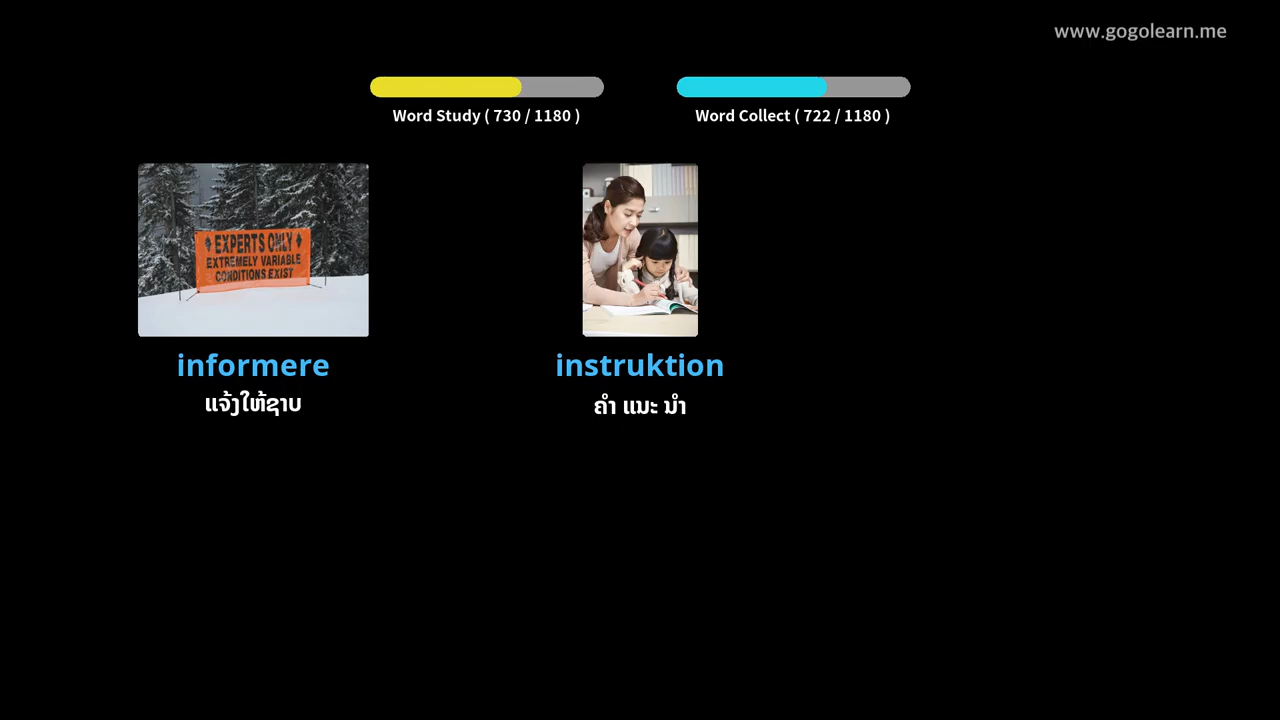 www.gogolearn.me
Word Study ( 730 / 1180 )
Word Collect ( 722 / 1180 )
EXPERTS ONLY
EXTREMELY VARIABLE
CONDITIONS EXIST
informere
ແຈ້ງໃຫ້ຊາບ
instruktion
ຄຳ ແນະ ນຳ